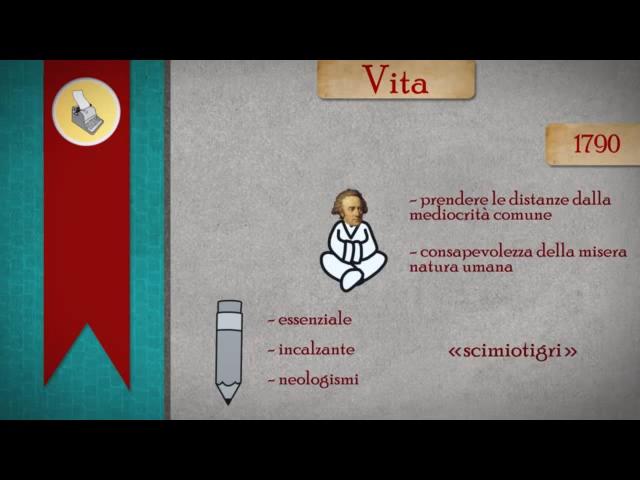 Vita
1790
- prendere le distanze dalla
mediocrità comune
- consapevolezza della misera
natura umana
- essenziale
- incalzante
- neologismi
«scimiotigri»